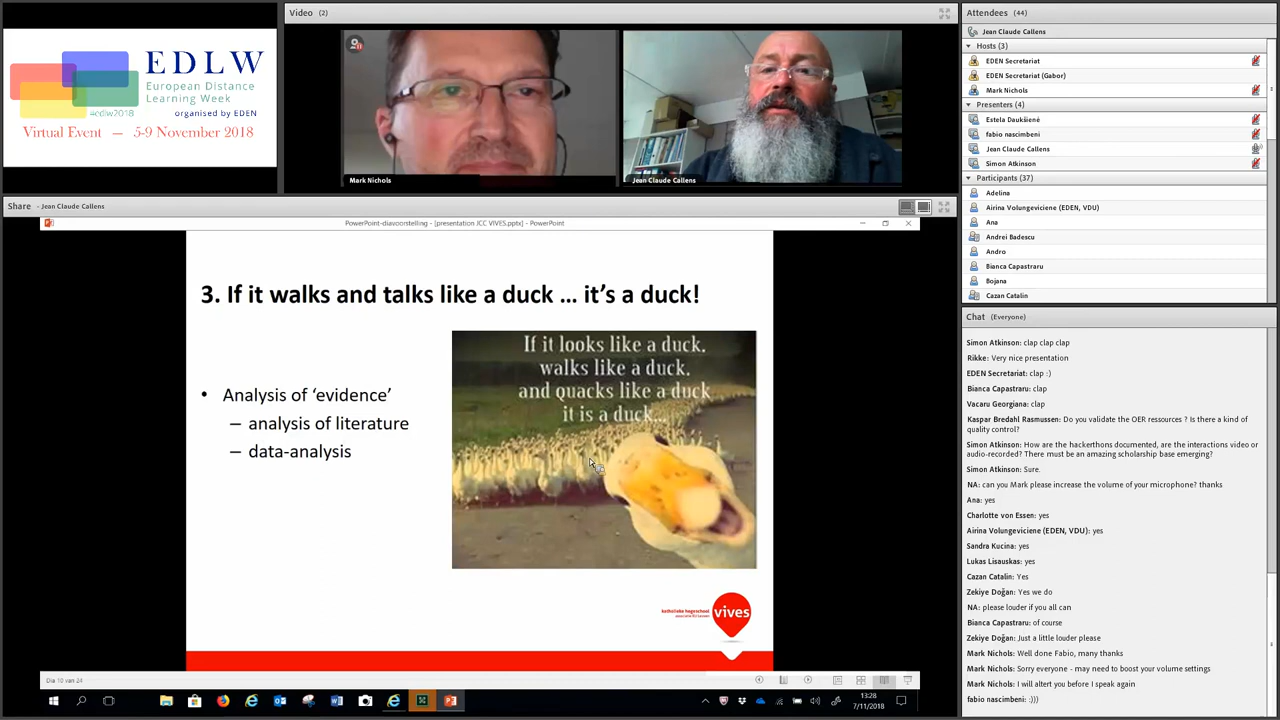 EDLW
European Distance
Learning Week
#edlw2018
organised by EDEN
Virtual Event — 5-9 November 2018
Video (2)
Mark Nichols
Jean Claude Callens
Share - Jean Claude Callens
PowerPoint-diavoorstelling - [presentation JCC VIVES.pptx] - PowerPoint
3. If it walks and talks like a duck ... it's a duck!
• Analysis of 'evidence'
– analysis of literature
– data-analysis
If it looks like a duck,
walks like a duck,
and quacks like a duck
it is a duck...
katholieke hogeschool
vives
Dia 10 van 24
13:28
7/11/2018
Attendees (44)
Jean Claude Callens
Hosts (3)
EDEN Secretariat
EDEN Secretariat (Gabor)
Mark Nichols
Presenters (4)
Estela Daukšienė
fabio nascimbeni
Jean Claude Callens
Simon Atkinson
Participants (37)
Adelina
Airina Volungeviciene (EDEN, VDU)
Ana
Andrei Badescu
Andro
Bianca Capastraru
Bojana
Cazan Catalin
Chat (Everyone)
Simon Atkinson: clap clap clap
Rikke: Very nice presentation
EDEN Secretariat: clap :)
Bianca Capastraru: clap
Vacaru Georgiana: clap
Kaspar Bredahl Rasmussen: Do you validate the OER ressources ? Is there a kind of
quality control?
Simon Atkinson: How are the hackerthons documented, are the interactions video or
audio-recorded? There must be an amazing scholarship base emerging?
Simon Atkinson: Sure.
NA: can you Mark please increase the volume of your microphone? thanks
Ana: yes
Charlotte von Essen: yes
Airina Volungeviciene (EDEN, VDU): yes
Sandra Kucina: yes
Lukas Lisauskas: yes
Cazan Catalin: Yes
Zekiye Doğan: Yes we do
NA: please louder if you all can
Bianca Capastraru: of course
Zekiye Doğan: Just a little louder please
Mark Nichols: Well done Fabio, many thanks
Mark Nichols: Sorry everyone - may need to boost your volume settings
Mark Nichols: I will altert you before I speak again
fabio nascimbeni: :)))